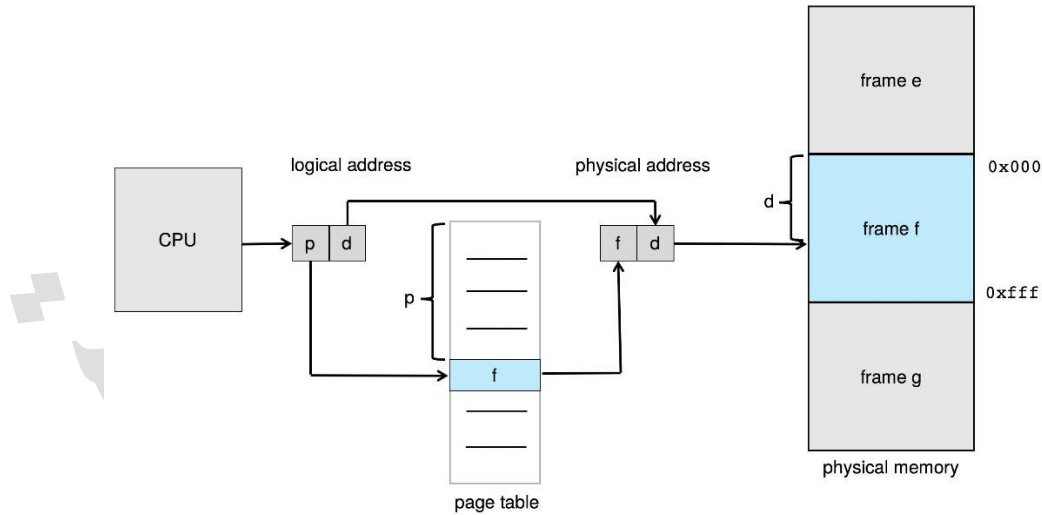 frame e
logical address
physical address
0x000
d
CPU
p d
f d
frame f
p
0xfff
f
frame g
physical memory
page table